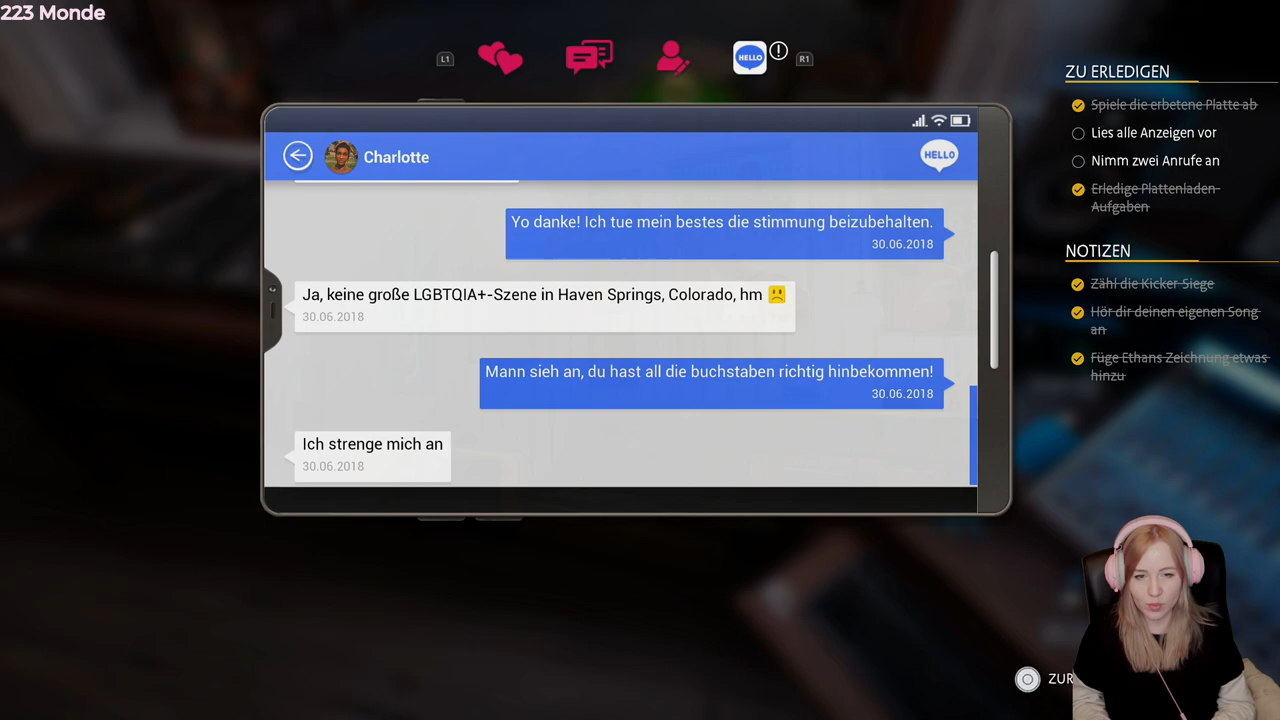 223 Monde
L1
HELLO
!
R1
ZU ERLEDIGEN
Spiele die erbetene Platte ab
Lies alle Anzeigen vor
Nimm zwei Anrufe an
Erledige Plattenladen-
Aufgaben
NOTIZEN
Zähl die Kicker Siege
Hör dir deinen eigenen Song
an
Füge Ethans Zeichnung etwas
hinzu
Charlotte
HELLO
Yo danke! Ich tue mein bestes die stimmung beizubehalten.
30.06.2018
Ja, keine große LGBTQIA+-Szene in Haven Springs, Colorado, hm
30.06.2018
Mann sieh an, du hast all die buchstaben richtig hinbekommen!
30.06.2018
Ich strenge mich an
30.06.2018
ZUR